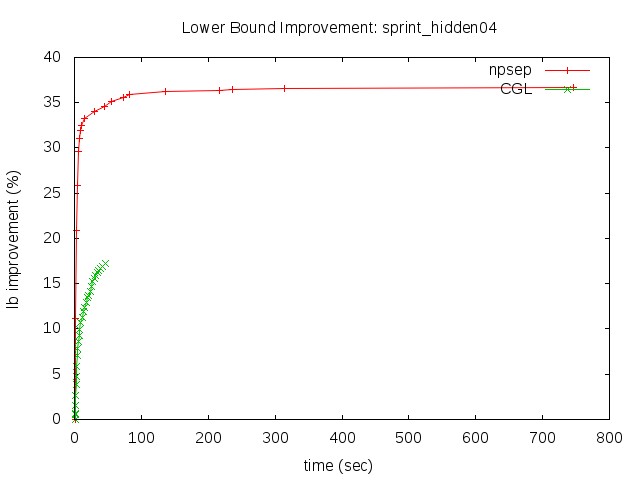 Lower Bound Improvement: sprint_hidden04
40
35
30
25
20
15
10
5
0
lb improvement (%)
npsep
CGL
0 100 200 300 400 500 600 700 800
time (sec)